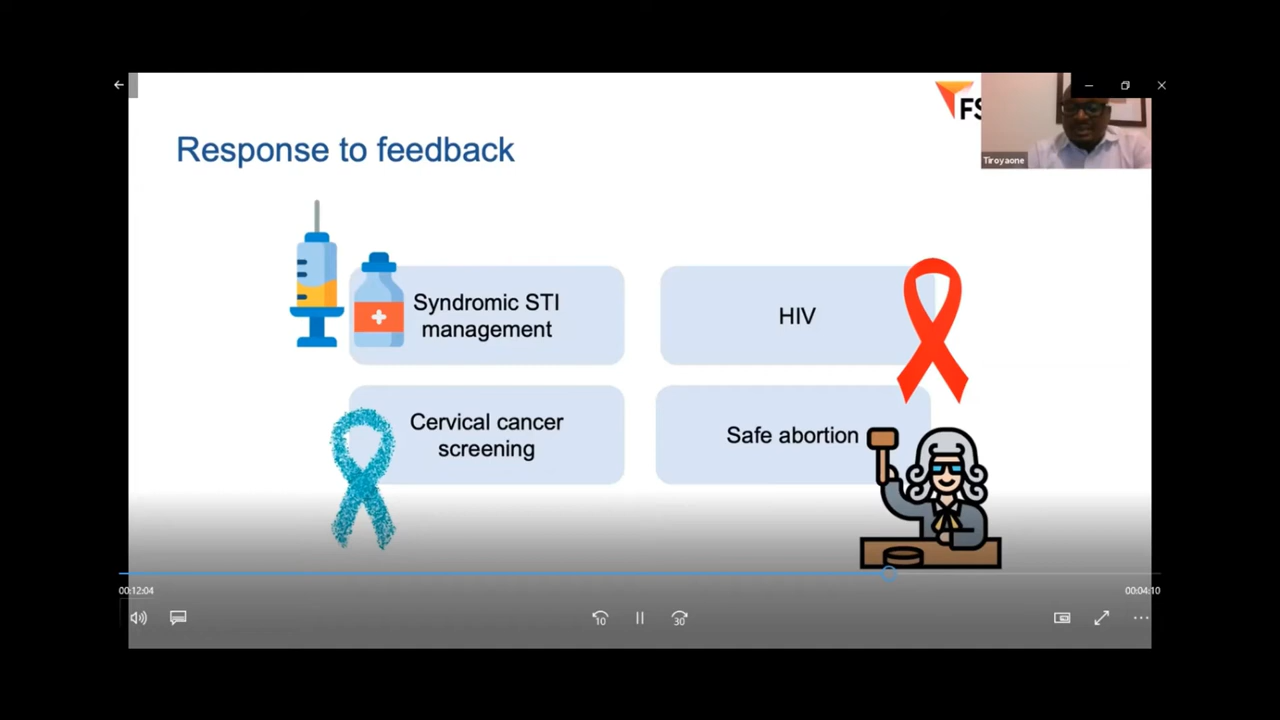 FS
Tiroyaone
Response to feedback
Syndromic STI
management
HIV
Cervical cancer
screening
Safe abortion
00:12:04
00:04:10
10
30